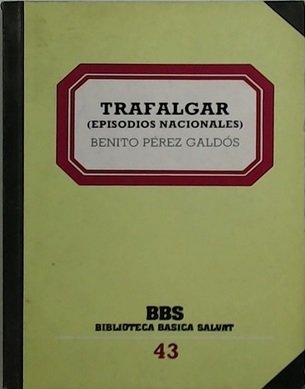 TRAFALGAR
(EPISODIOS NACIONALES)
BENITO PÉREZ GALDÓS
BBS
BIBLIOTECA BASICA SALVAT
43